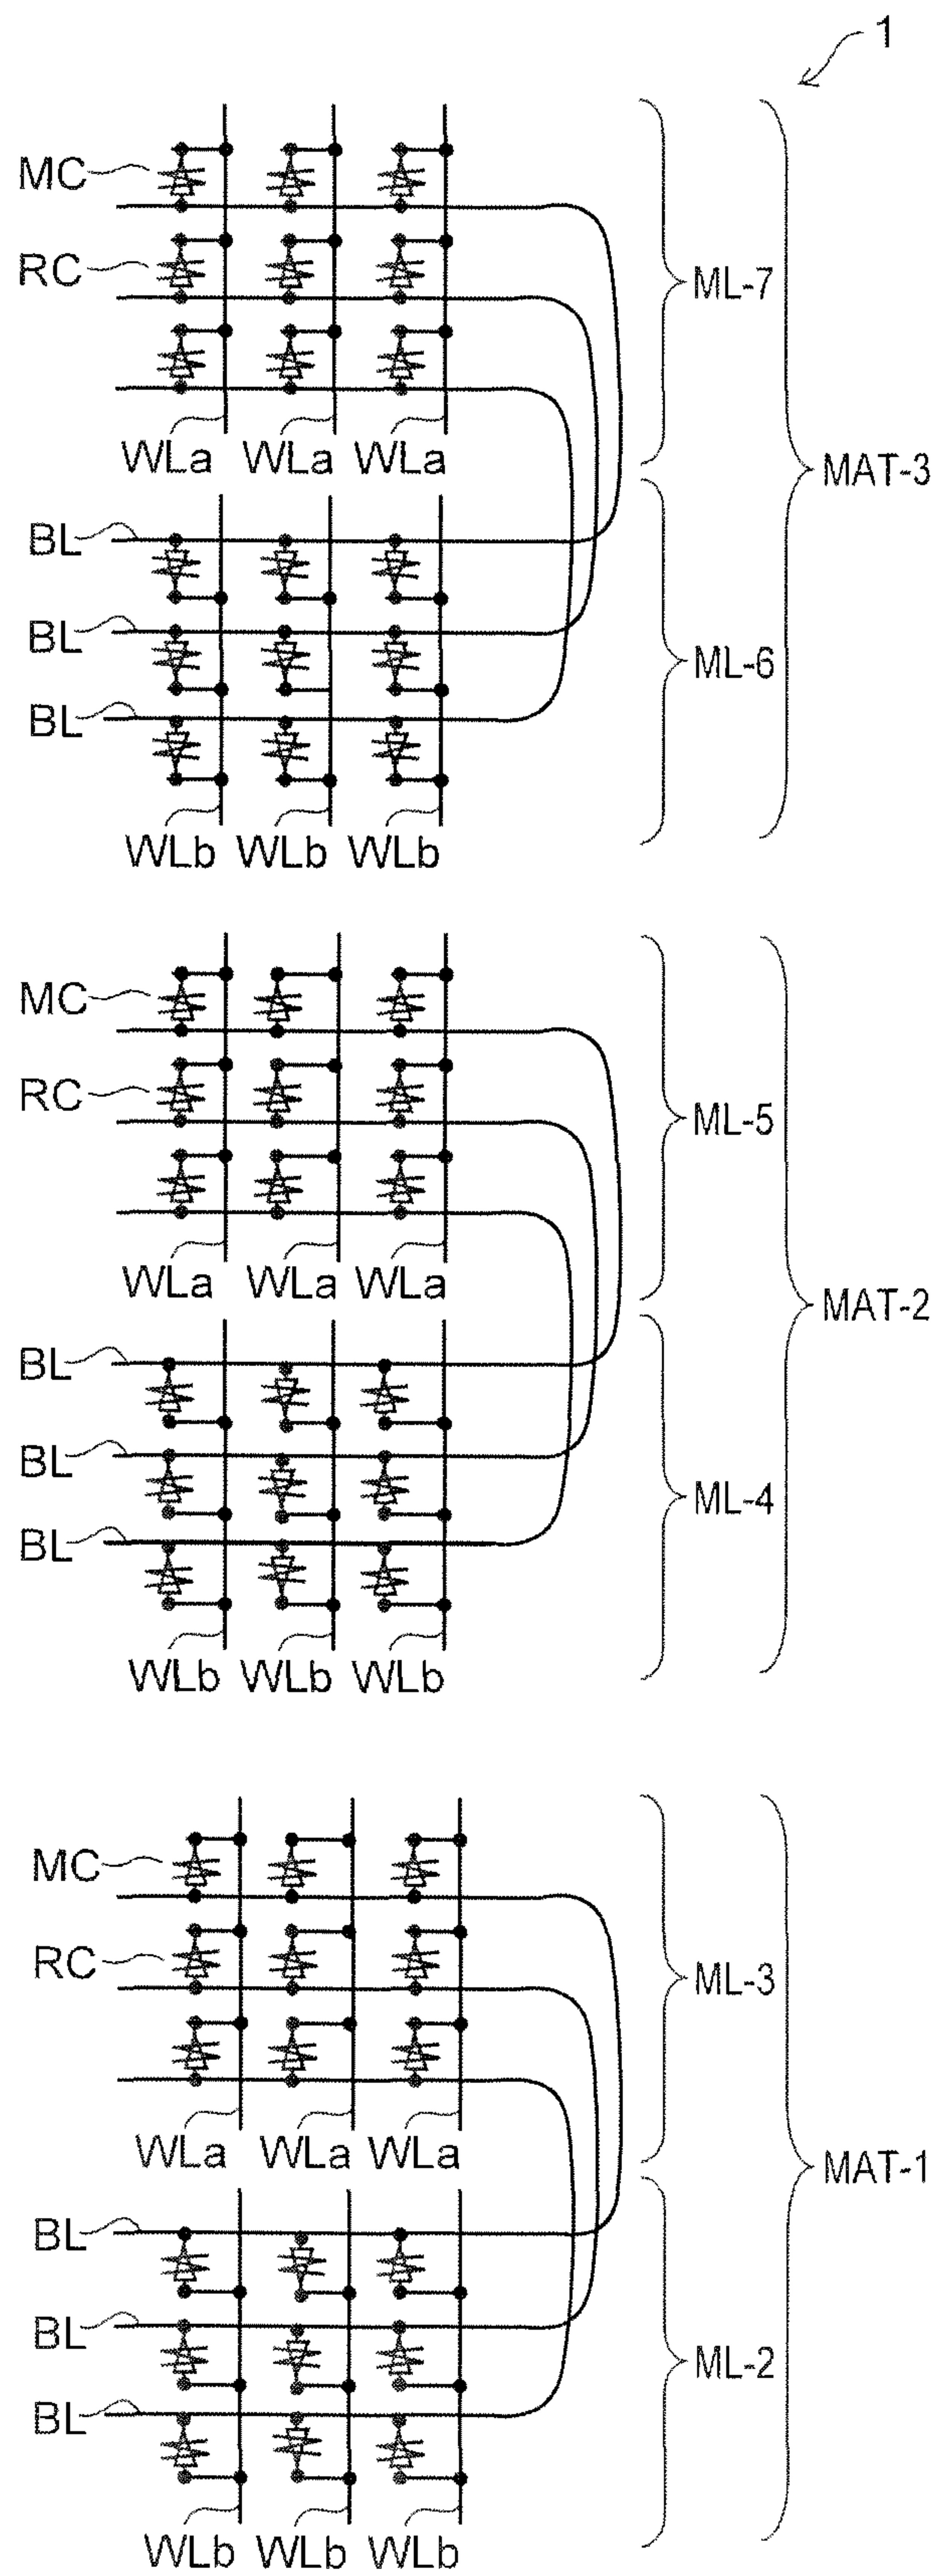 1
MC
RC
ML-7
WLa WLa WLa
MAT-3
BL
BL
ML-6
BL
WLb WLb WLb
MC
RC
ML-5
WLa WLa WLa
MAT-2
BL
BL
ML-4
BL
WLb WLb WLb
MC
RC
ML-3
WLa WLa WLa
MAT-1
BL
BL
ML-2
BL
WLb WLb WLb